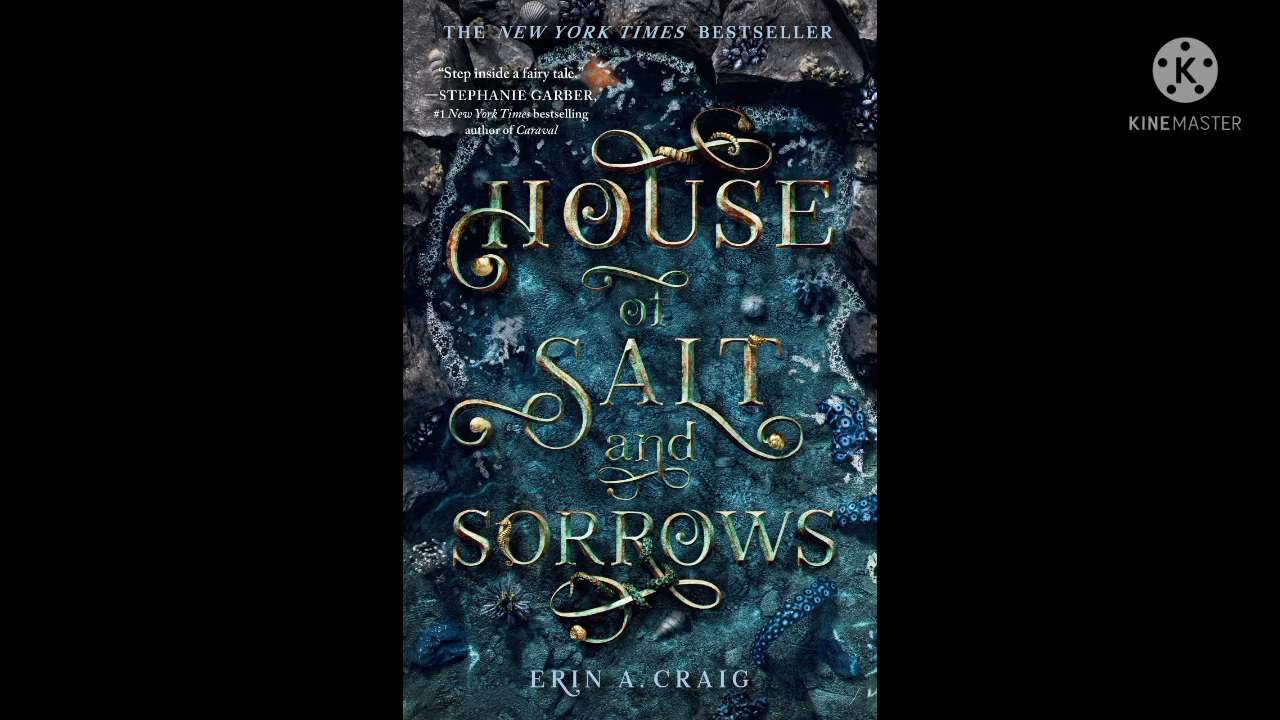 THE NEW YORK TIMES BESTSELLER
“Step inside a fairy tale.”
—STEPHANIE GARBER,
#1 New York Times bestselling
author of Caraval
HOUSE
of
SALT
and
SORROWS
ERIN A. CRAIG
K
KINEMASTER